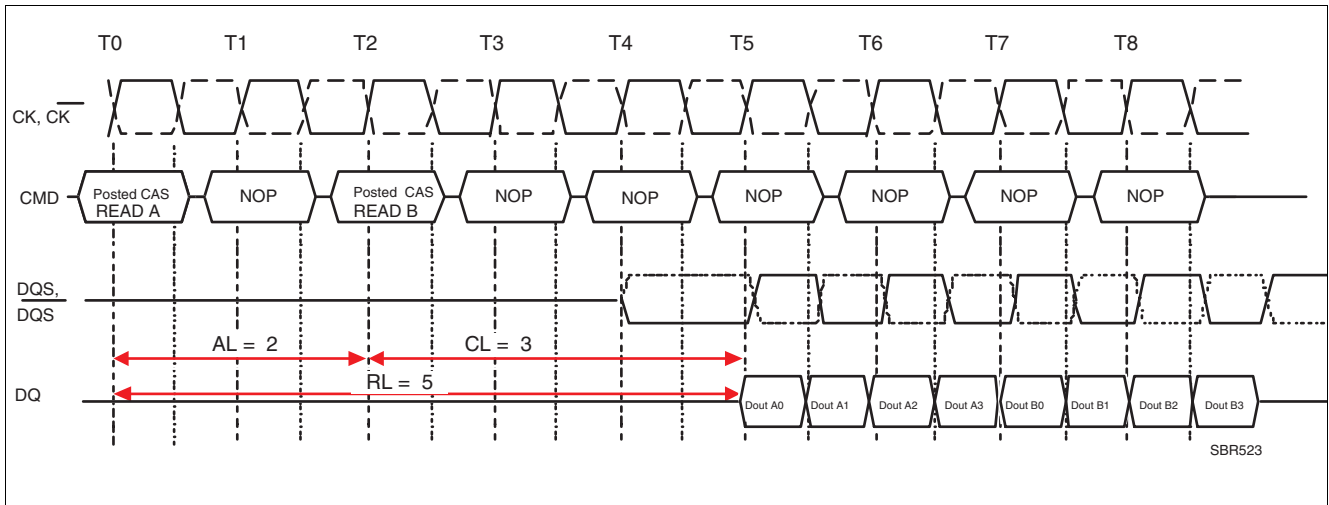 T0 T1 T2 T3 T4 T5 T6 T7 T8
CK, CK
CMD
Posted CAS
READ A
NOP
Posted CAS
READ B
NOP
NOP
NOP
NOP
NOP
NOP
DQS,
DQS
AL = 2
CL = 3
RL = 5
DQ
Dout A0 Dout A1 Dout A2 Dout A3 Dout B0 Dout B1 Dout B2 Dout B3
SBR523